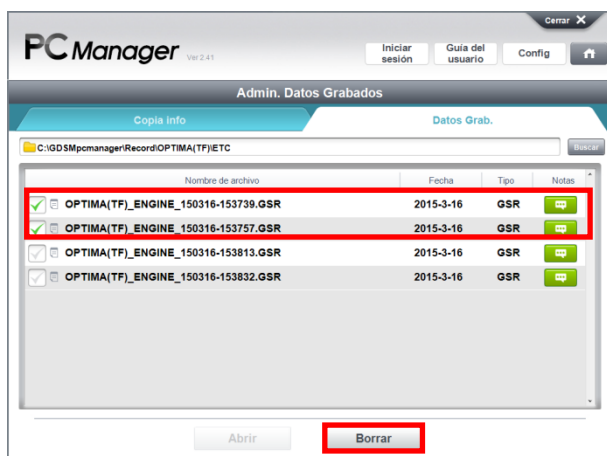 Cerrar X
PC Manager Ver 2.41
Iniciar sesión
Guía del usuario
Config
Admin. Datos Grabados
Copia info
Datos Grab.
C:\GDSMpcmanager\Record\OPTIMA(TF)\ETC
Buscar
Nombre de archivo Fecha Tipo Notas
OPTIMA(TF)_ENGINE_150316-153739.GSR 2015-3-16 GSR
OPTIMA(TF)_ENGINE_150316-153757.GSR 2015-3-16 GSR
OPTIMA(TF)_ENGINE_150316-153813.GSR 2015-3-16 GSR
OPTIMA(TF)_ENGINE_150316-153832.GSR 2015-3-16 GSR
Abrir
Borrar